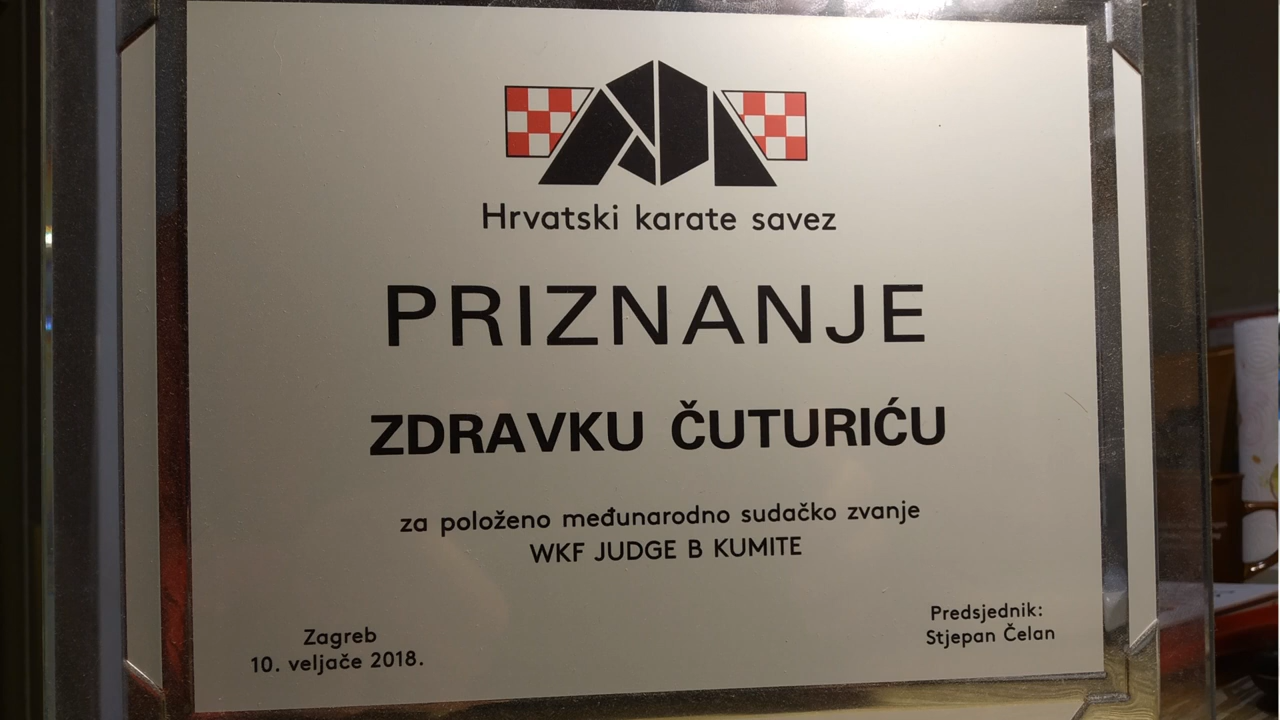 Hrvatski karate savez
PRIZNANJE
ZDRAVKU ČUTURIĆU
za položeno međunarodno sudačko zvanje
WKF JUDGE B KUMITE
Zagreb
10. veljače 2018.
Predsjednik:
Stjepan Čelan